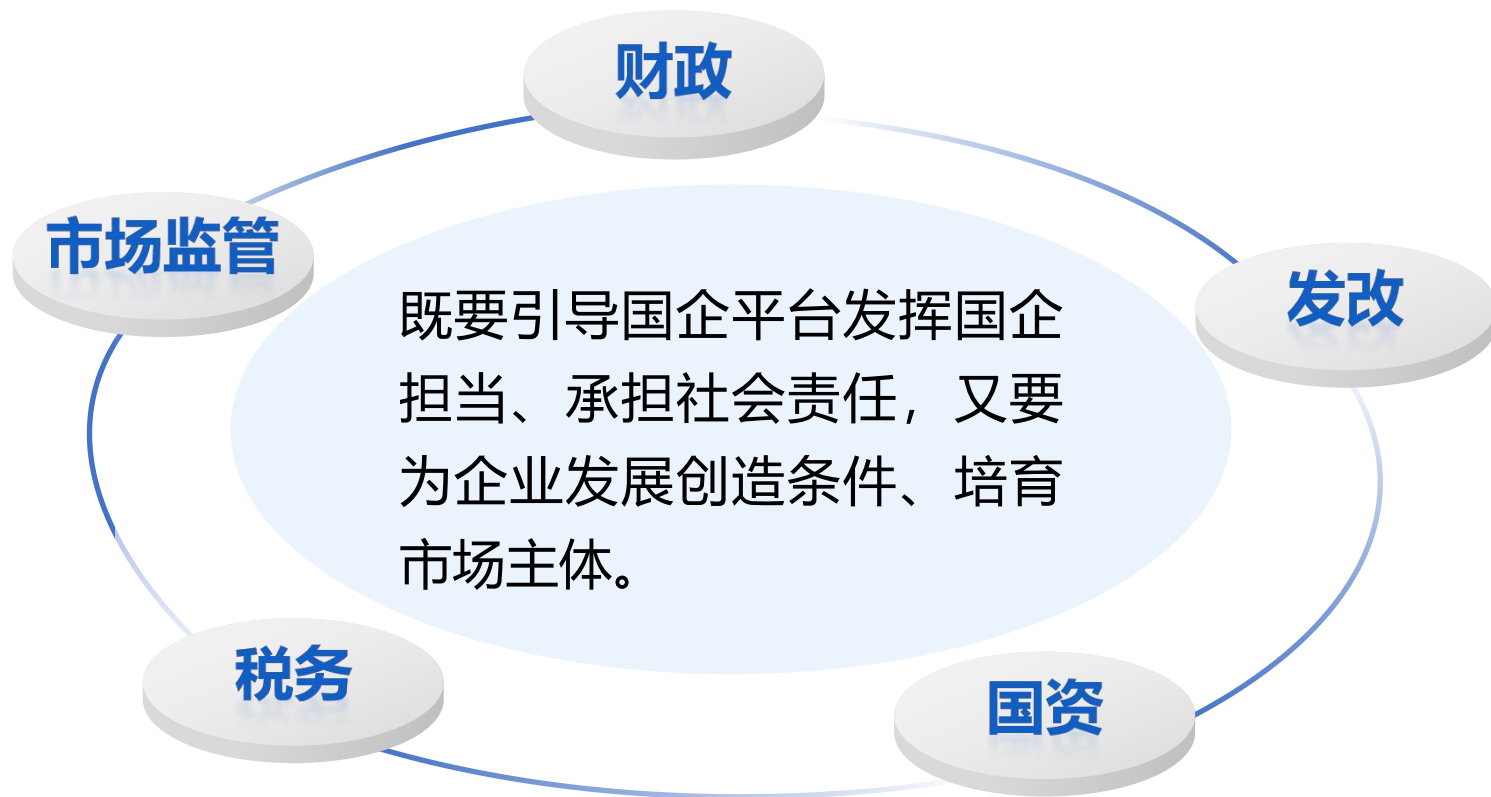 财政
市场监管
发改
既要引导国企平台发挥国企
担当、承担社会责任，又要
为企业发展创造条件、培育
市场主体。
税务
国资